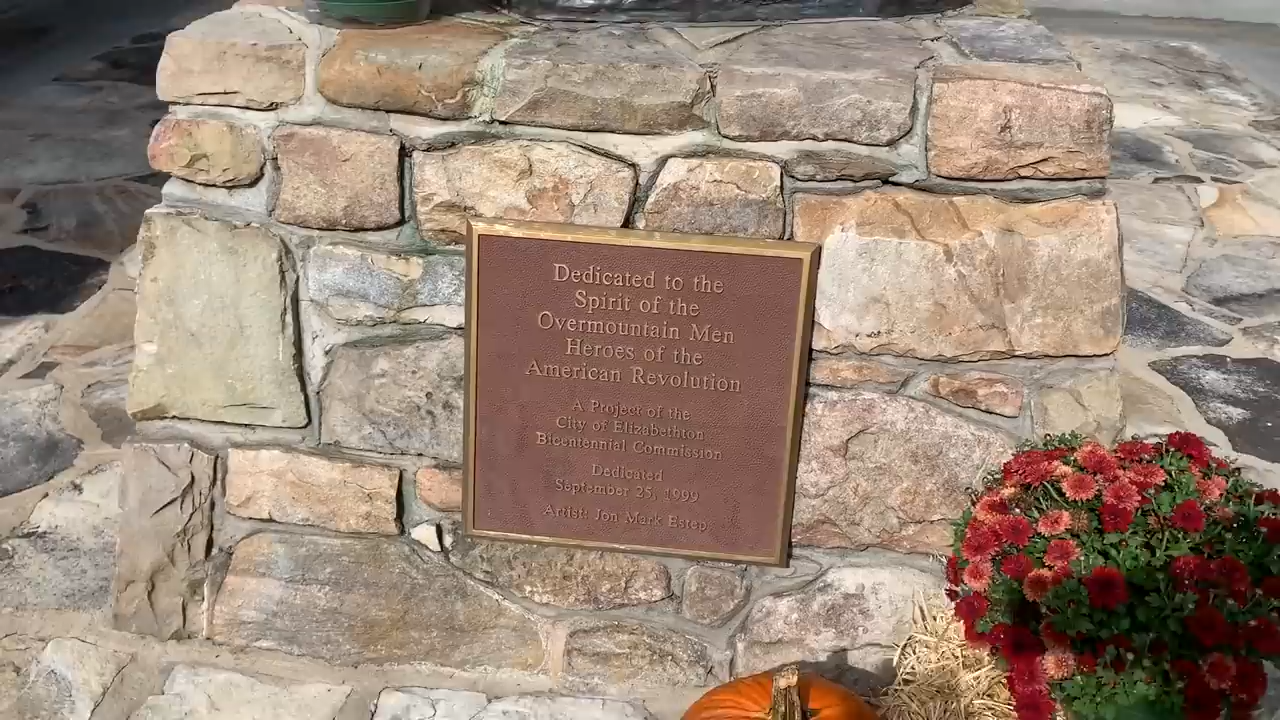 Dedicated to the
Spirit of the
Overmountain Men
Heroes of the
American Revolution
A Project of the
City of Elizabethton
Bicentennial Commission
Dedicated
September 25, 1999
Artist: Jon Mark Estep